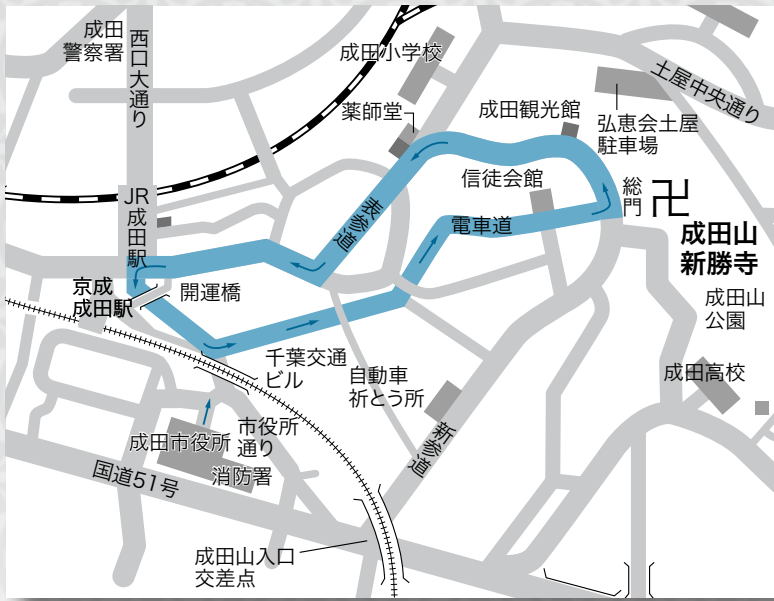 成田
警察署
西口大通り
成田小学校
薬師堂
成田観光館
弘恵会土屋
駐車場
土屋中央通り
信徒会館
総門
卍
成田山
新勝寺
JR成田駅
表参道
電車道
京成
成田駅
開運橋
成田山
公園
千葉交通
ビル
自動車
祈とう所
成田高校
成田市役所
市役所
通り
消防署
新参道
国道51号
成田山入口
交差点